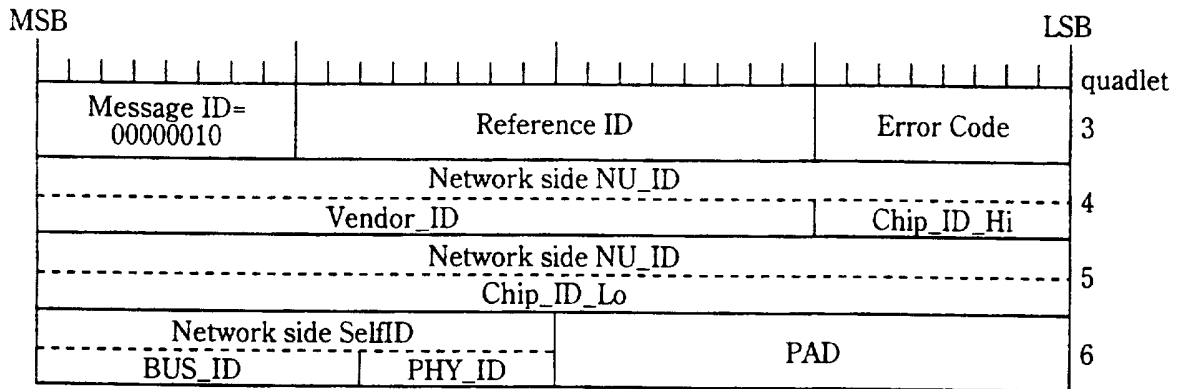 MSB LSB
quadlet
Message ID=
00000010 Reference ID Error Code 3
Network side NU_ID
4
Vendor_ID Chip_ID_Hi
Network side NU_ID
5
Chip_ID_Lo
Network side SelfID
PAD 6
BUS_ID PHY_ID